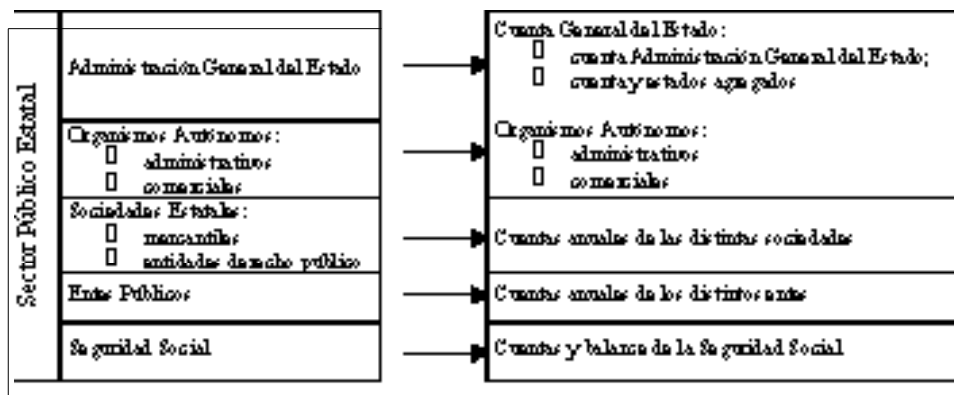 Sector Público Estatal
Administración General del Estado
Organismos Autónomos:
administrativos
comerciales
Sociedades Estatales:
mercantiles
entidades derecho público
Entes Públicos
Seguridad Social
Cuenta General del Estado:
cuenta Administración General del Estado;
cuenta y estados agregados
Organismos Autónomos:
administrativos
comerciales
Cuentas anuales de las distintas sociedades
Cuentas anuales de los distintos entes
Cuentas y balance de la Seguridad Social